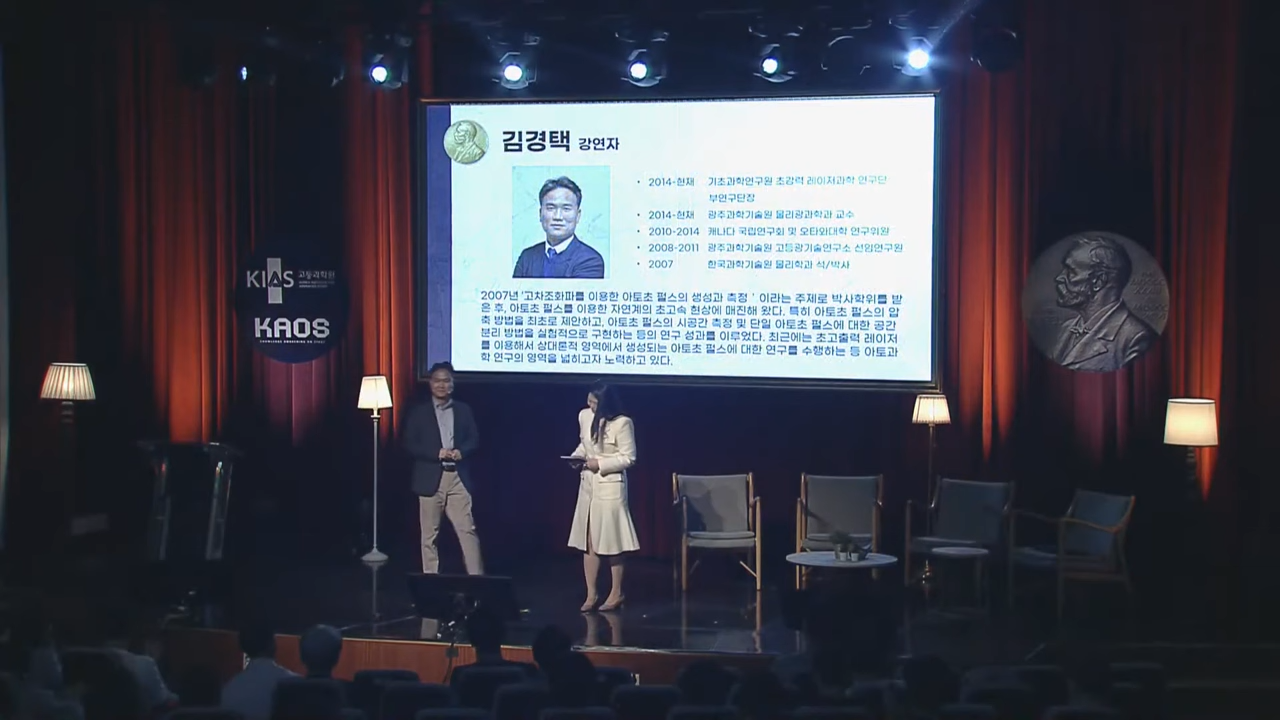 김경택 강연자
• 2014-현재 기초과학연구원 초강력 레이저과학 연구단
부연구단장
• 2014-현재 광주과학기술원 물리광과학과 교수
• 2010-2014 캐나다 국립연구회 및 오타와대학 연구위원
• 2008-2011 광주과학기술원 고등광기술연구소 선임연구원
• 2007 한국과학기술원 물리학과 석/박사
2007년 '고차조화파를 이용한 아토초 펄스의 생성과 측정 ' 이라는 주제로 박사학위를 받
은 후, 아토초 펄스를 이용한 자연계의 초고속 현상에 매진해 왔다. 특히 아토초 펄스의 압
축 방법을 최초로 제안하고, 아토초 펄스의 시공간 측정 및 단일 아토초 펄스에 대한 공간
분리 방법을 실험적으로 구현하는 등의 연구 성과를 이루었다. 최근에는 초고출력 레이저
를 이용해서 상대론적 영역에서 생성되는 아토초 펄스에 대한 연구를 수행하는 등 아토과
학 연구의 영역을 넓히고자 노력하고 있다.
KIAS 고등과학원
KAOS